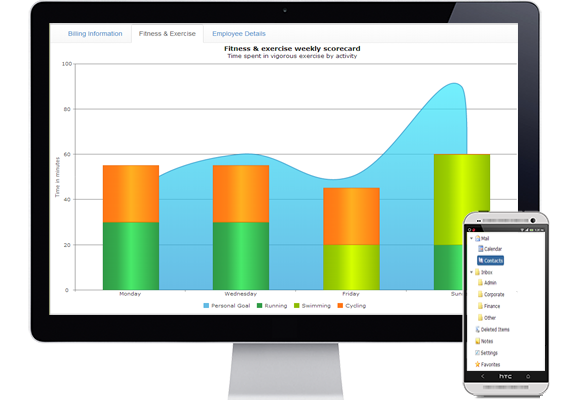 Billing Information Fitness & Exercise Employee Details
Fitness & exercise weekly scorecard
Time spent in vigorous exercise by activity
Time in minutes
100
80
60
40
20
0
Monday Wednesday Friday
Personal Goal Running Swimming Cycling
Mail
Calendar
Contacts
Inbox
Admin
Corporate
Finance
Other
Deleted Items
Notes
Settings
Favorites
hTC